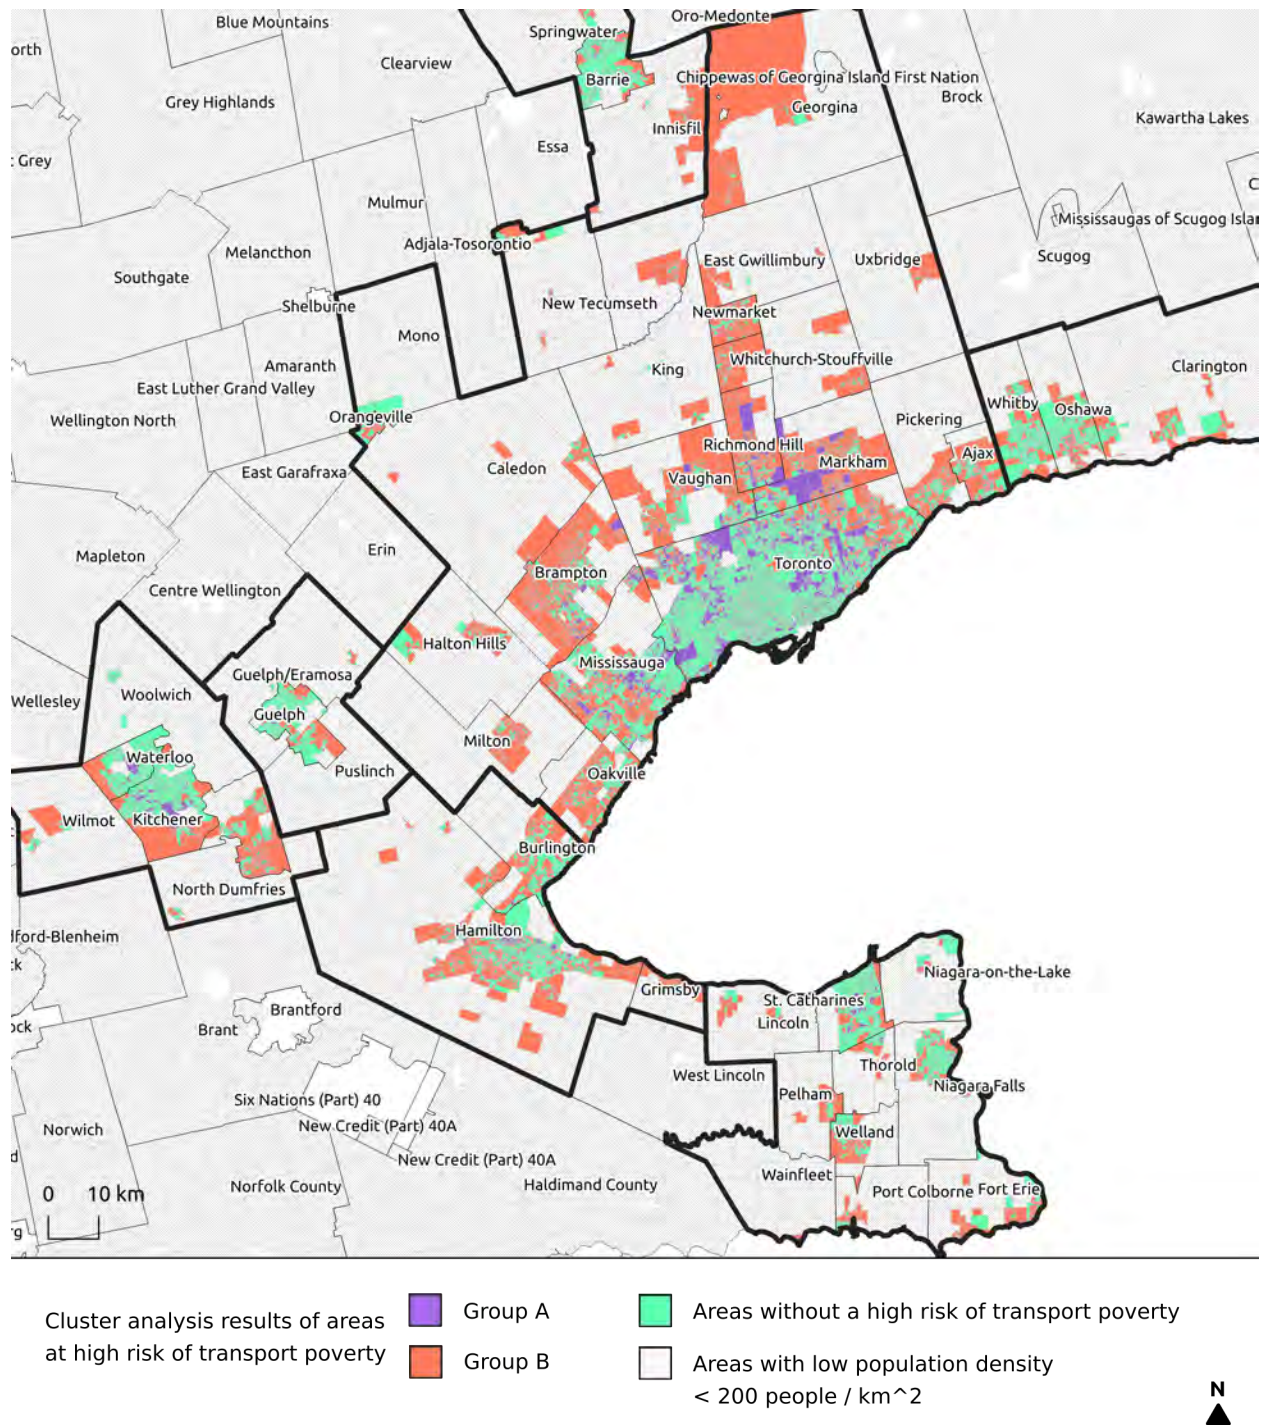 Oro-Medonte
Blue Mountains
Springwater
orth
Clearview
Barrie
Chippewas of Georgina Island First Nation
Brock
Grey Highlands
Georgina
Kawartha Lakes
Innisfil
Essa
: Grey
C
Mulmur
Mississaugas of Scugog Islar
Adjala-Tosorontio
Melancthon
East Gwillimbury
Uxbridge
Scugog
Southgate
New Tecumseth
Shelburne
Newmarket
Mono
Whitchurch-Stouffville
Amaranth
King
Clarington
East Luther Grand Valley
Whitby
Oshawa
Wellington North
Orangeville
Pickering
Richmond Hill
Ajax
Caledon
Markham
East Garafraxa
Vaughan
Erin
Mapleton
Toronto
Brampton
Centre Wellington
Halton Hills
Mississauga
Guelph/Eramosa
Woolwich
Wellesley
Guelph
Milton
Waterloo
Puslinch
Oakville
Wilmot
Kitchener
Burlington
North Dumfries
Hamilton
dford-Blenheim
ck
Niagara-on-the-Lake
Grimsby
St. Catharines
Brantford
Lincoln
ock
Brant
Thorold
West Lincoln
Niagara Falls
Pelham
Six Nations (Part) 40
New Credit (Part) 40A
Norwich
Welland
d
New Credit (Part) 40A
Wainfleet
Norfolk County
Haldimand County
Port Colborne
Fort Erie
0 10 km
rg
Cluster analysis results of areas
at high risk of transport poverty
Group A
Group B
Areas without a high risk of transport poverty
Areas with low population density
< 200 people / km^2
N